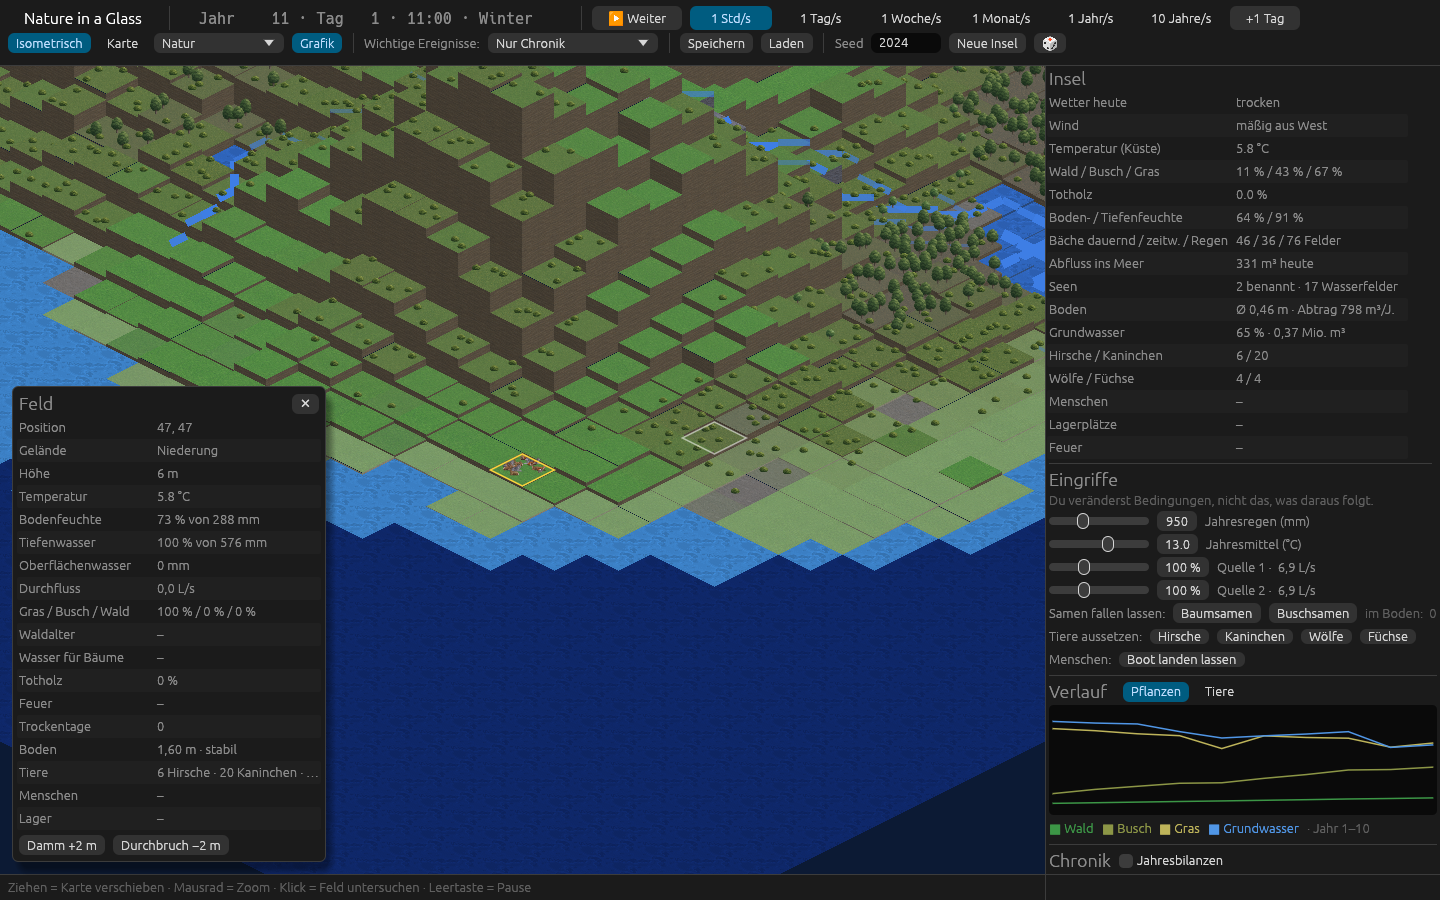 Nature in a Glass
Jahr 11 · Tag 1 · 11:00 · Winter
Weiter 1 Std/s 1 Tag/s 1 Woche/s 1 Monat/s 1 Jahr/s 10 Jahre/s +1 Tag
Isometrisch Karte Natur Grafik Wichtige Ereignisse: Nur Chronik Speichern Laden Seed 2024 Neue Insel
Insel
Wetter heute trocken
Wind mäßig aus West
Temperatur (Küste) 5.8 °C
Wald / Busch / Gras 11 % / 43 % / 67 %
Totholz 0.0 %
Boden- / Tiefenfeuchte 64 % / 91 %
Bäche dauernd / zeitw. / Regen 46 / 36 / 76 Felder
Abfluss ins Meer 331 m³ heute
Seen 2 benannt · 17 Wasserfelder
Boden Ø 0,46 m · Abtrag 798 m³/J.
Grundwasser 65 % · 0,37 Mio. m³
Hirsche / Kaninchen 6 / 20
Wölfe / Füchse 4 / 4
Menschen –
Lagerplätze –
Feuer –
Eingriffe
Du veränderst Bedingungen, nicht das, was daraus folgt.
950 Jahresregen (mm)
13.0 Jahresmittel (°C)
100 % Quelle 1 · 6,9 L/s
100 % Quelle 2 · 6,9 L/s
Samen fallen lassen: Baumsamen Buschsamen im Boden: 0
Tiere aussetzen: Hirsche Kaninchen Wölfe Füchse
Menschen: Boot landen lassen
Verlauf Pflanzen Tiere
Wald Busch Gras Grundwasser · Jahr 1–10
Chronik Jahresbilanzen
Feld ×
Position 47, 47
Gelände Niederung
Höhe 6 m
Temperatur 5.8 °C
Bodenfeuchte 73 % von 288 mm
Tiefenwasser 100 % von 576 mm
Oberflächenwasser 0 mm
Durchfluss 0,0 L/s
Gras / Busch / Wald 100 % / 0 % / 0 %
Waldalter –
Wasser für Bäume –
Totholz 0 %
Feuer –
Trockentage 0
Boden 1,60 m · stabil
Tiere 6 Hirsche · 20 Kaninchen · …
Menschen –
Lager –
Damm +2 m Durchbruch −2 m
Ziehen = Karte verschieben · Mausrad = Zoom · Klick = Feld untersuchen · Leertaste = Pause